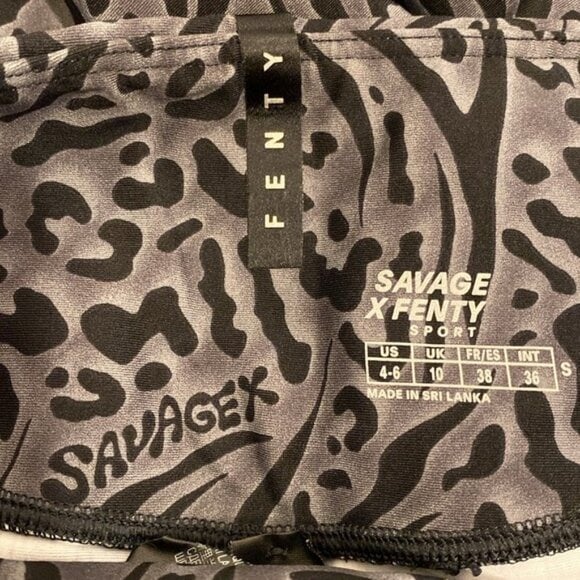 FENTY
SAVAGE
X FENTY
SPORT
US UK FR/ES INT
4-6 10 38 36 S
MADE IN SRI LANKA
SAVAGEX